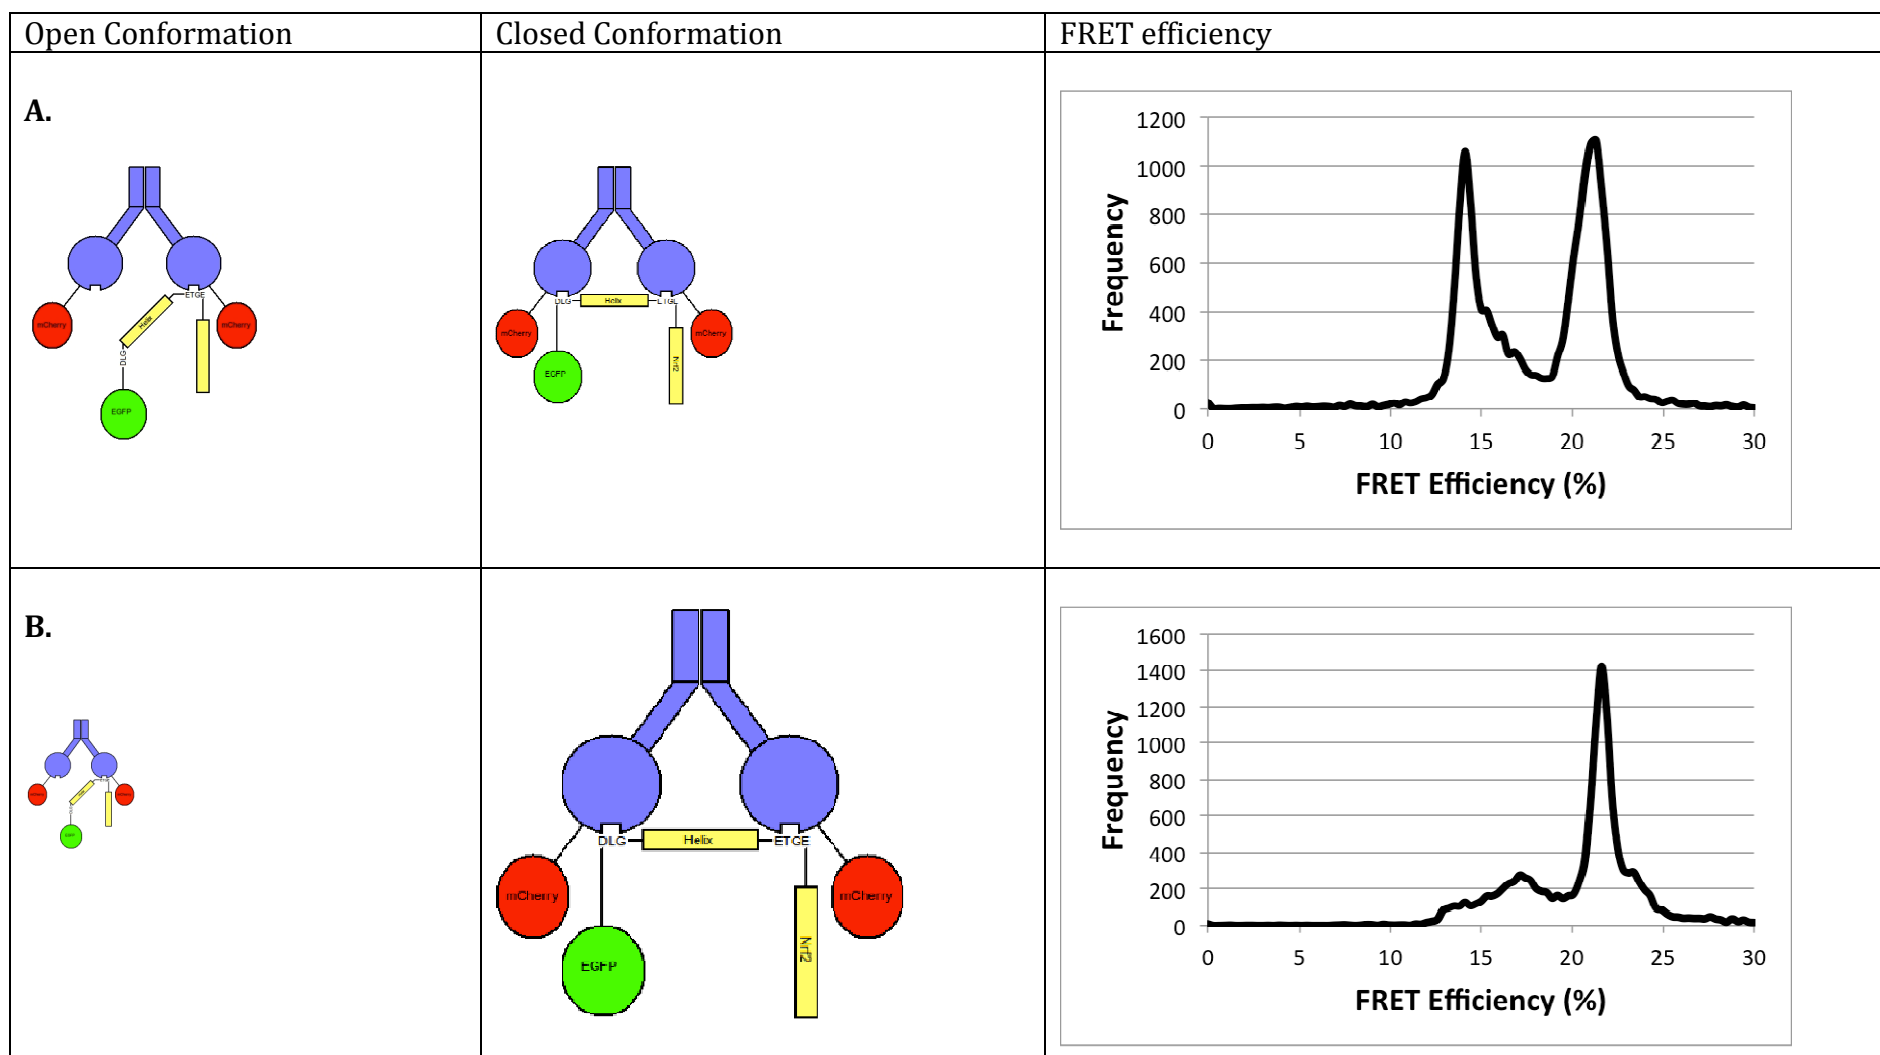 Open Conformation
Closed Conformation
FRET efficiency
A.
ETGE
Helix
DLG
mCherry
mCherry
EGFP
DLG
Helix
mCherry
mCherry
EGFP
Nrf2
1200
1000
800
600
400
200
0
Frequency
0 5 10 15 20 25 30
FRET Efficiency (%)
B.
DLG
Helix
ETGE
mCherry
mCherry
EGFP
Nrf2
1600
1400
1200
1000
800
600
400
200
0
Frequency
0 5 10 15 20 25 30
FRET Efficiency (%)